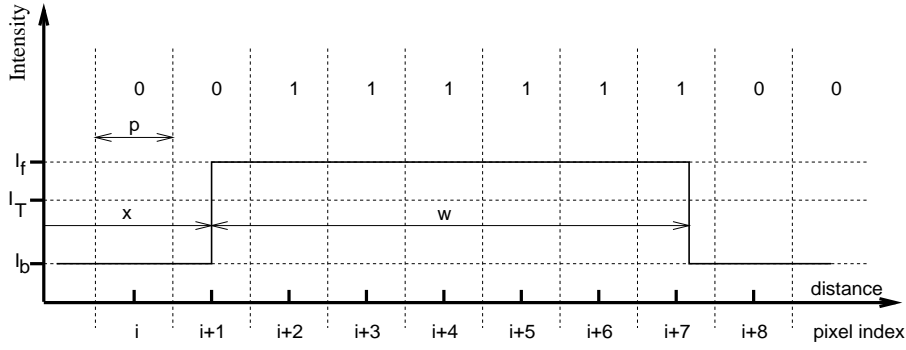 Intensity
0 0 1 1 1 1 1 1 0 0
p
I_f
I_T
x w
I_b
distance
i i+1 i+2 i+3 i+4 i+5 i+6 i+7 i+8 pixel index